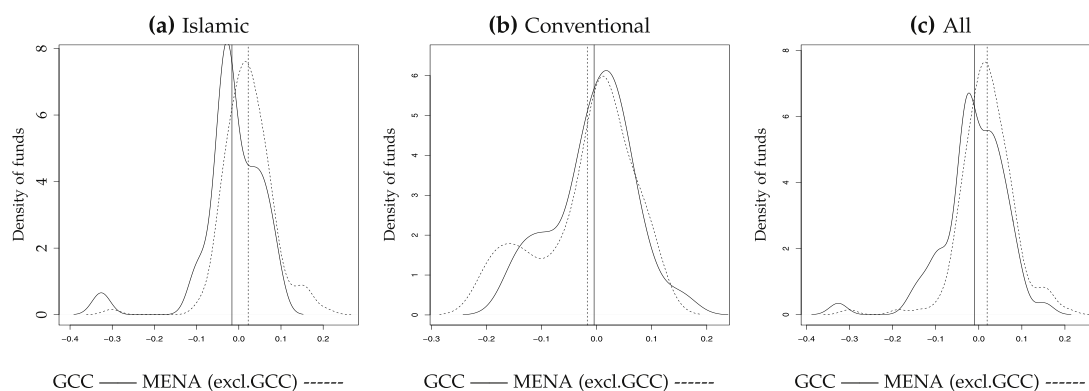 (a) Islamic
Density of funds
8
6
4
2
0
−0.4 −0.3 −0.2 −0.1 0.0 0.1 0.2
GCC MENA (excl.GCC)
(b) Conventional
Density of funds
6
5
4
3
2
1
0
−0.3 −0.2 −0.1 0.0 0.1 0.2
GCC MENA (excl.GCC)
(c) All
Density of funds
8
6
4
2
0
−0.4 −0.3 −0.2 −0.1 0.0 0.1 0.2
GCC MENA (excl.GCC)